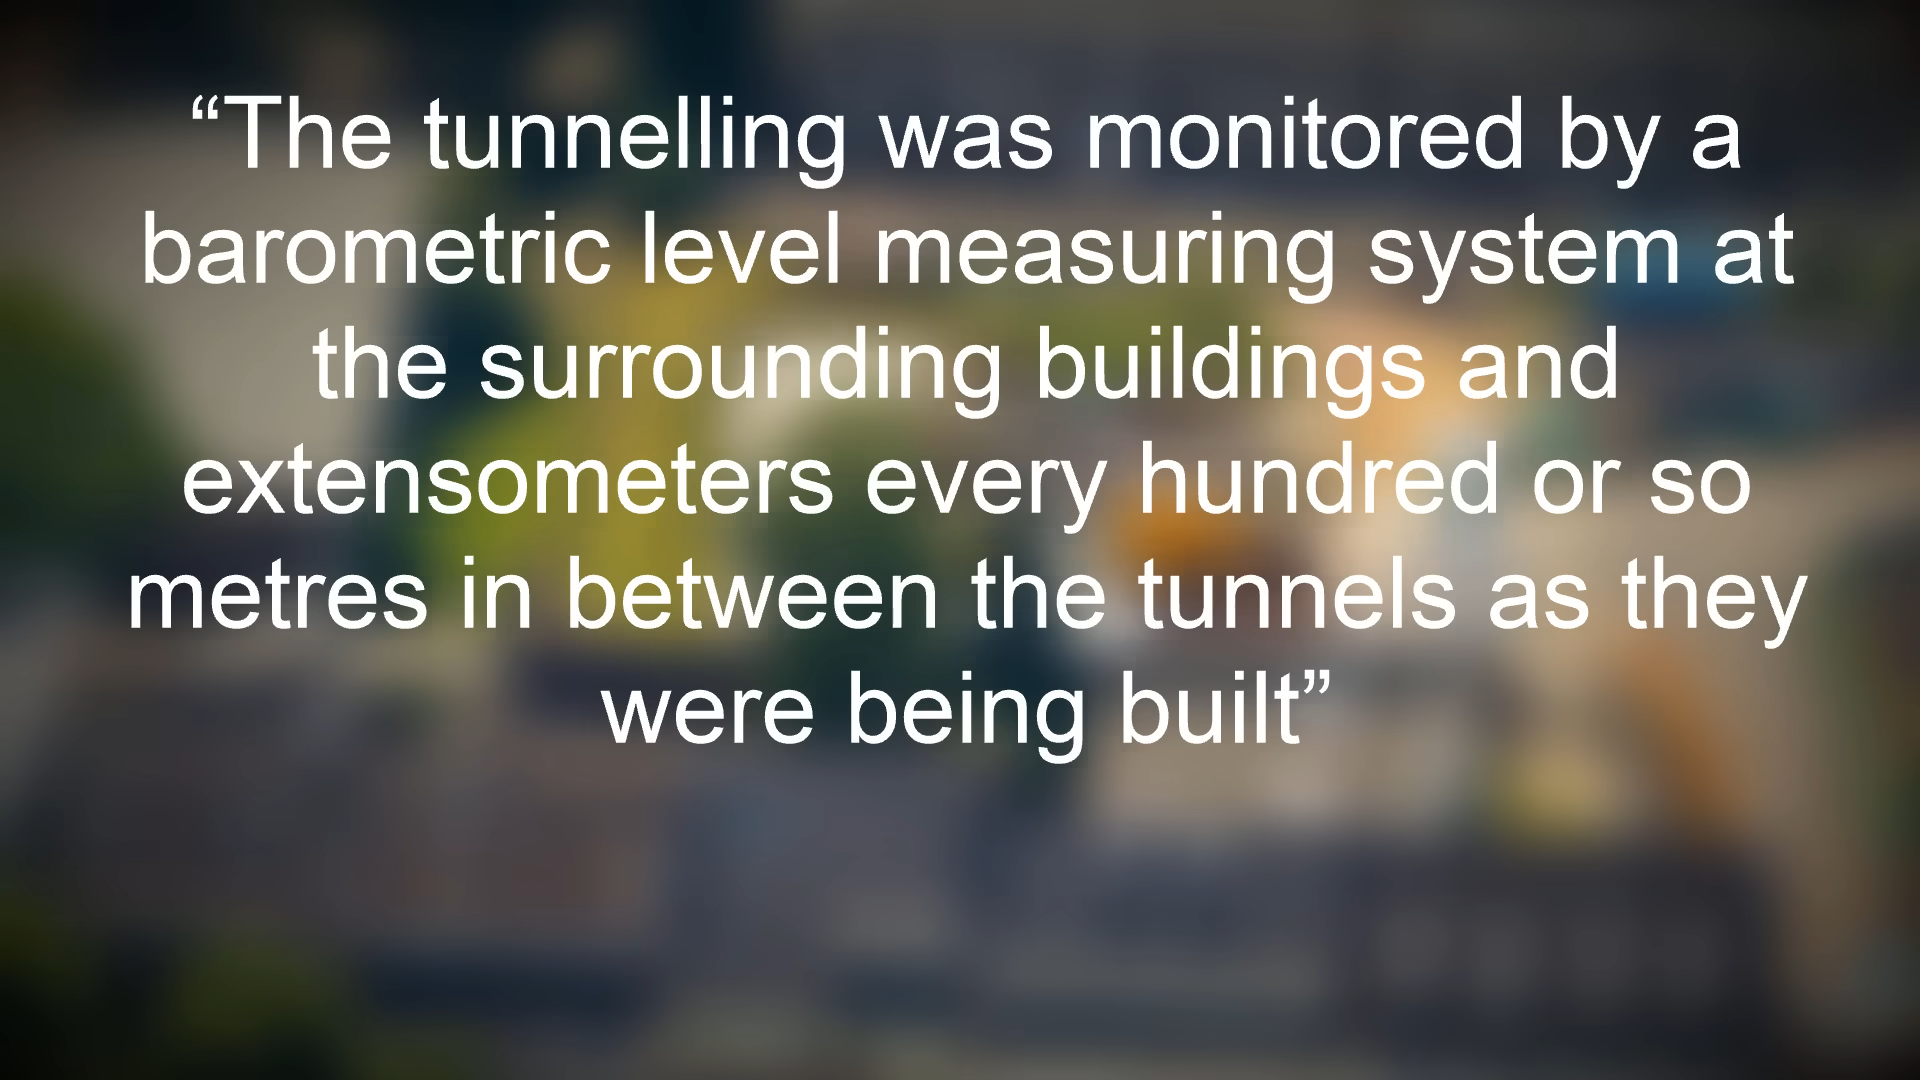 “The tunnelling was monitored by a
barometric level measuring system at
the surrounding buildings and
extensometers every hundred or so
metres in between the tunnels as they
were being built”